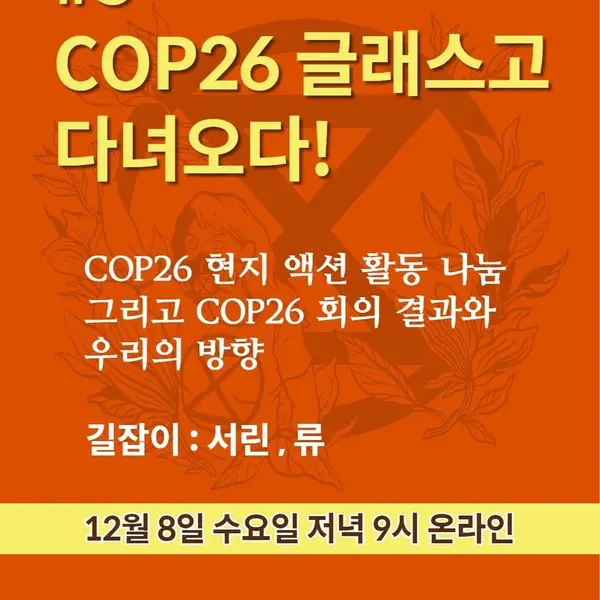 COP26 글래스고
다녀오다!
COP26 현지 액션 활동 나눔
그리고 COP26 회의 결과와
우리의 방향
길잡이 : 서린 , 류
12월 8일 수요일 저녁 9시 온라인